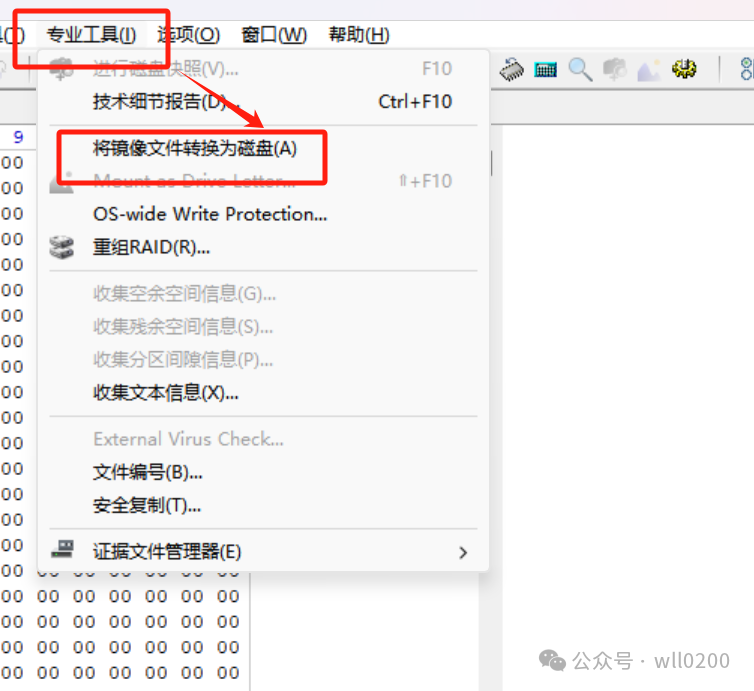 专业工具(I) 选项(O) 窗口(W) 帮助(H)
进行磁盘快照(V)... F10
技术细节报告(D)... Ctrl+F10
9
将镜像文件转换为磁盘(A)
00
Mount as Drive Letter... ⇧+F10
00
OS-wide Write Protection...
00
重组RAID(R)...
00
00
收集空余空间信息(G)...
00
收集残余空间信息(S)...
00
收集分区间隙信息(P)...
00
00
收集文本信息(X)...
00
00
External Virus Check...
00
文件编号(B)...
00
安全复制(T)...
00
00
证据文件管理器(E)
00
00 00 00 00 00 00 00
00 00 00 00 00 00 00
00 00 00 00 00 00 00
00 00 00 00 00 00 00
00 00 00 00 00 00 00
公众号 · wll0200